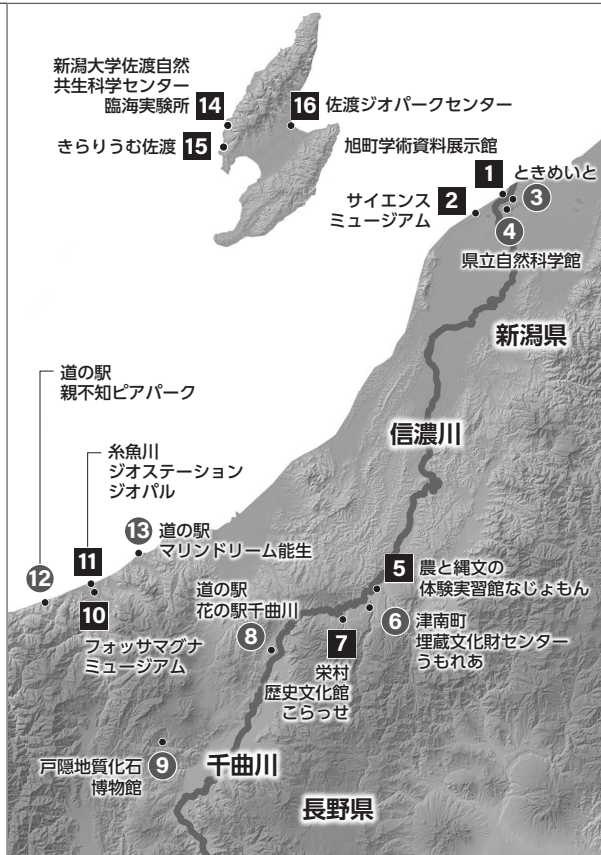 新潟大学佐渡自然
共生科学センター
臨海実験所
14
16
佐渡ジオパークセンター
きらりうむ佐渡
15
旭町学術資料展示館
1
ときめいと
サイエンス
ミュージアム
2
3
4
県立自然科学館
新潟県
道の駅
親不知ピアパーク
信濃川
糸魚川
ジオステーション
ジオパル
13
道の駅
マリンドリーム能生
11
12
10
フォッサマグナ
ミュージアム
道の駅
花の駅千曲川
8
5
農と縄文の
体験実習館なじょもん
6
津南町
埋蔵文化財センター
うもれあ
7
栄村
歴史文化館
こらっせ
戸隠地質化石
博物館
9
千曲川
長野県